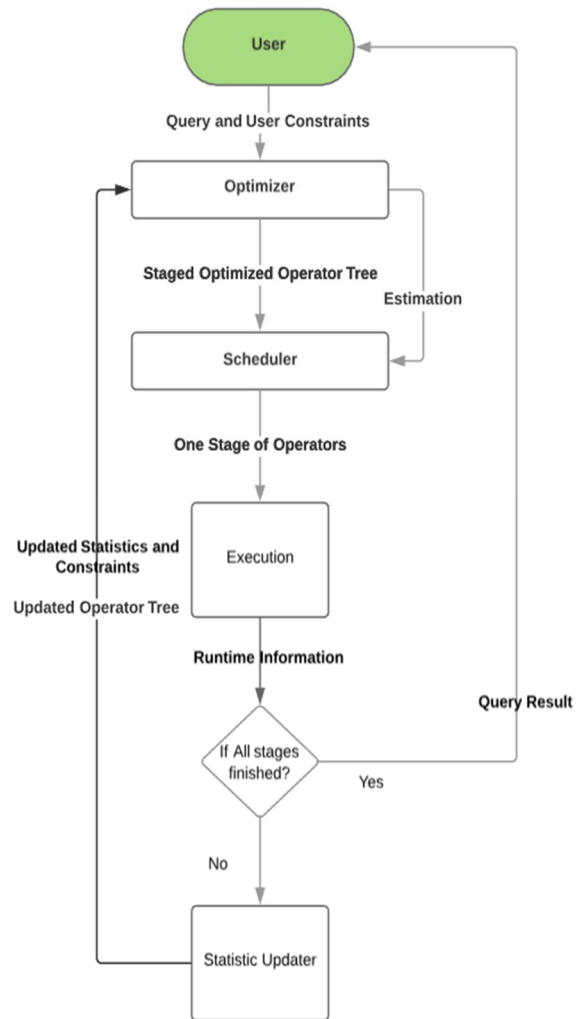 User
Query and User Constraints
Optimizer
Staged Optimized Operator Tree
Estimation
Scheduler
One Stage of Operators
Execution
Updated Statistics and
Constraints
Updated Operator Tree
Runtime Information
Query Result
If All stages
finished?
Yes
No
Statistic Updater